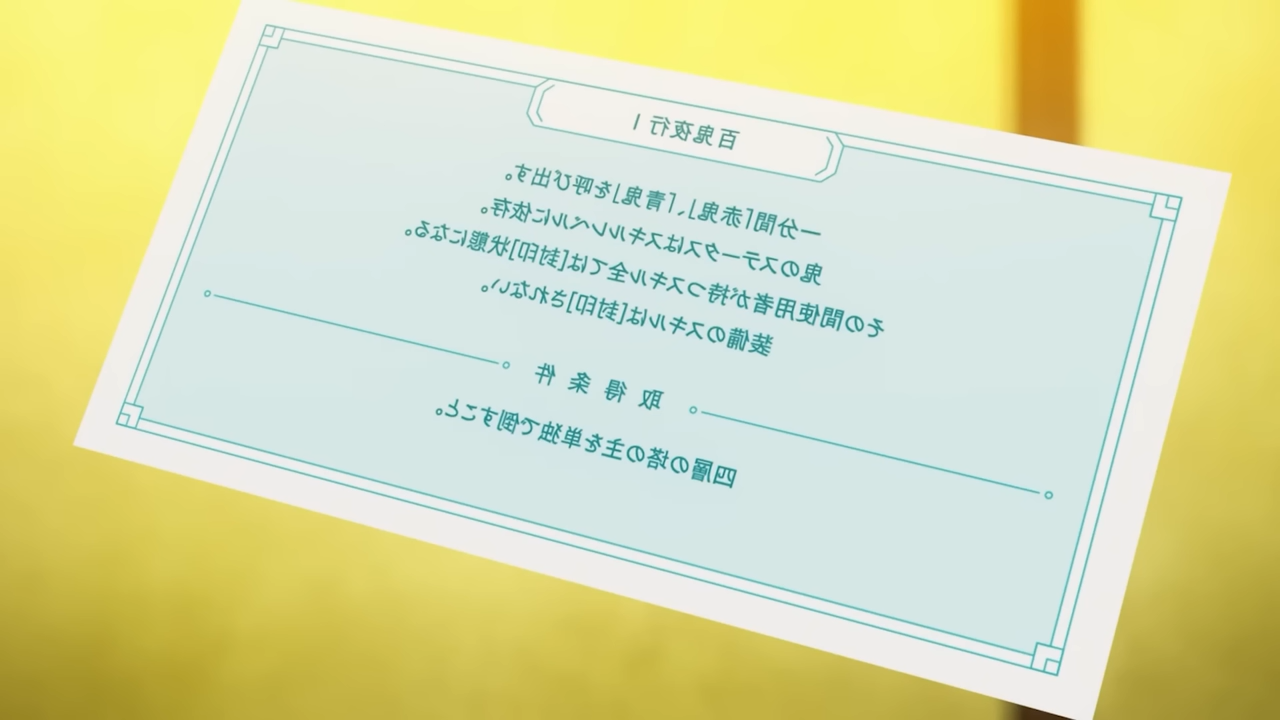 百鬼夜行Ⅰ
一分間「赤鬼」、「青鬼」を呼び出す。
鬼のステータスはスキルレベルに依存。
その間使用者が持つスキル全ては[封印]状態になる。
装備のスキルは[封印]されない。
取得条件
四層の塔の主を単独で倒すこと。